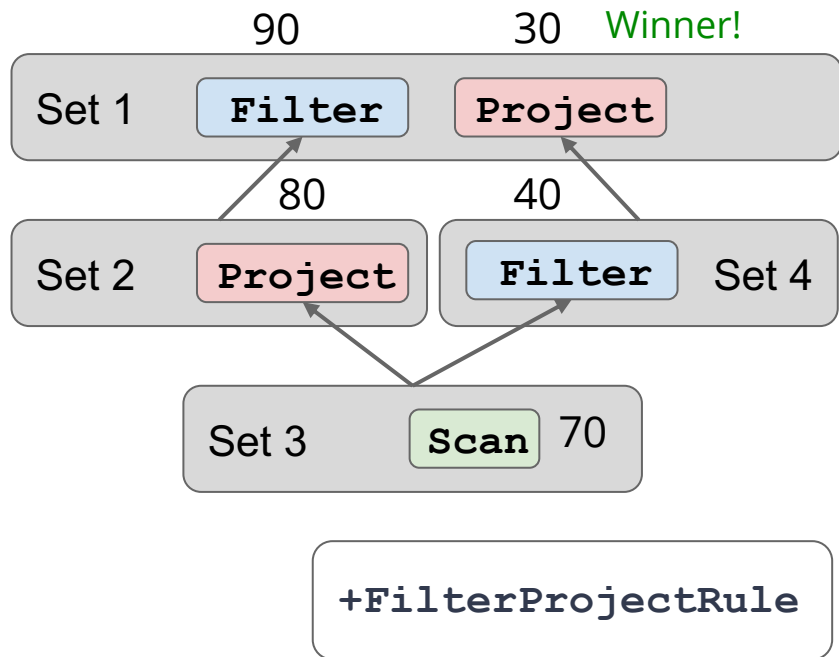 90 30 Winner!
Set 1 Filter Project
80 40
Set 2 Project Filter Set 4
Set 3 Scan 70
+FilterProjectRule